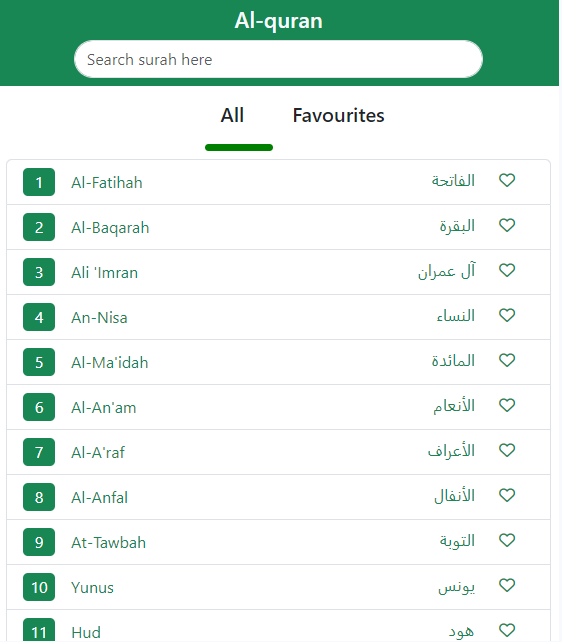 Al-quran
Search surah here
All Favourites
1 Al-Fatihah الفاتحة
2 Al-Baqarah البقرة
3 Ali 'Imran آل عمران
4 An-Nisa النساء
5 Al-Ma'idah المائدة
6 Al-An'am الأنعام
7 Al-A'raf الأعراف
8 Al-Anfal الأنفال
9 At-Tawbah التوبة
10 Yunus يونس
11 Hud هود